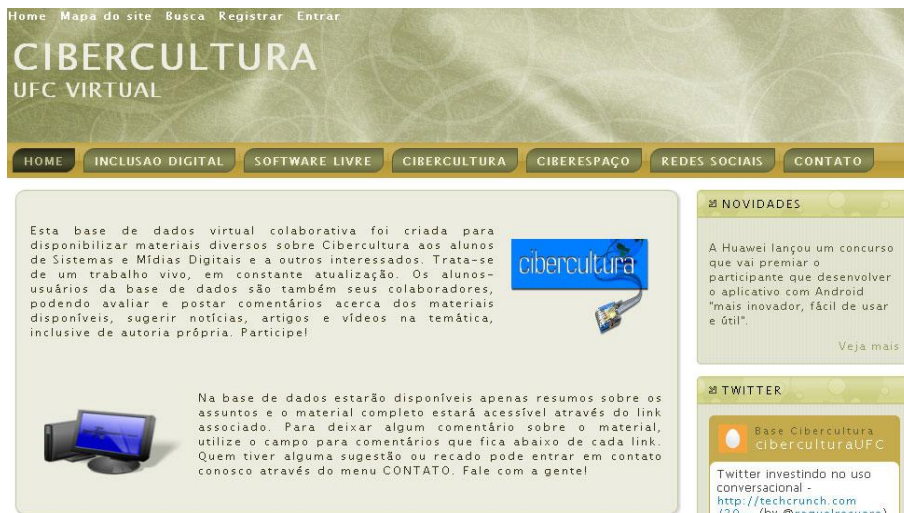 Home Mapa do site Busca Registrar Entrar
CIBERCULTURA
UFC VIRTUAL
HOME INCLUSAO DIGITAL SOFTWARE LIVRE CIBERCULTURA CIBERESPAÇO REDES SOCIAIS CONTATO
Esta base de dados virtual colaborativa foi criada para
disponibilizar materiais diversos sobre Cibercultura aos alunos
de Sistemas e Mídias Digitais e a outros interessados. Trata-se
de um trabalho vivo, em constante atualização. Os alunos-
usuários da base de dados são também seus colaboradores,
podendo avaliar e postar comentários acerca dos materiais
disponíveis, sugerir notícias, artigos e vídeos na temática,
inclusive de autoria própria. Participe!
cibercultura
Na base de dados estarão disponíveis apenas resumos sobre os
assuntos e o material completo estará acessível através do link
associado. Para deixar algum comentário sobre o material,
utilize o campo para comentários que fica abaixo de cada link.
Quem tiver alguma sugestão ou recado pode entrar em contato
conosco através do menu CONTATO. Fale com a gente!
NOVIDADES
A Huawei lançou um concurso
que vai premiar o
participante que desenvolver
o aplicativo com Android
"mais inovador, fácil de usar
e útil".
Veja mais
TWITTER
Base Cibercultura
ciberculturaUFC
Twitter investindo no uso
conversacional -
http://techcrunch.com
(by @raquelrecuero)